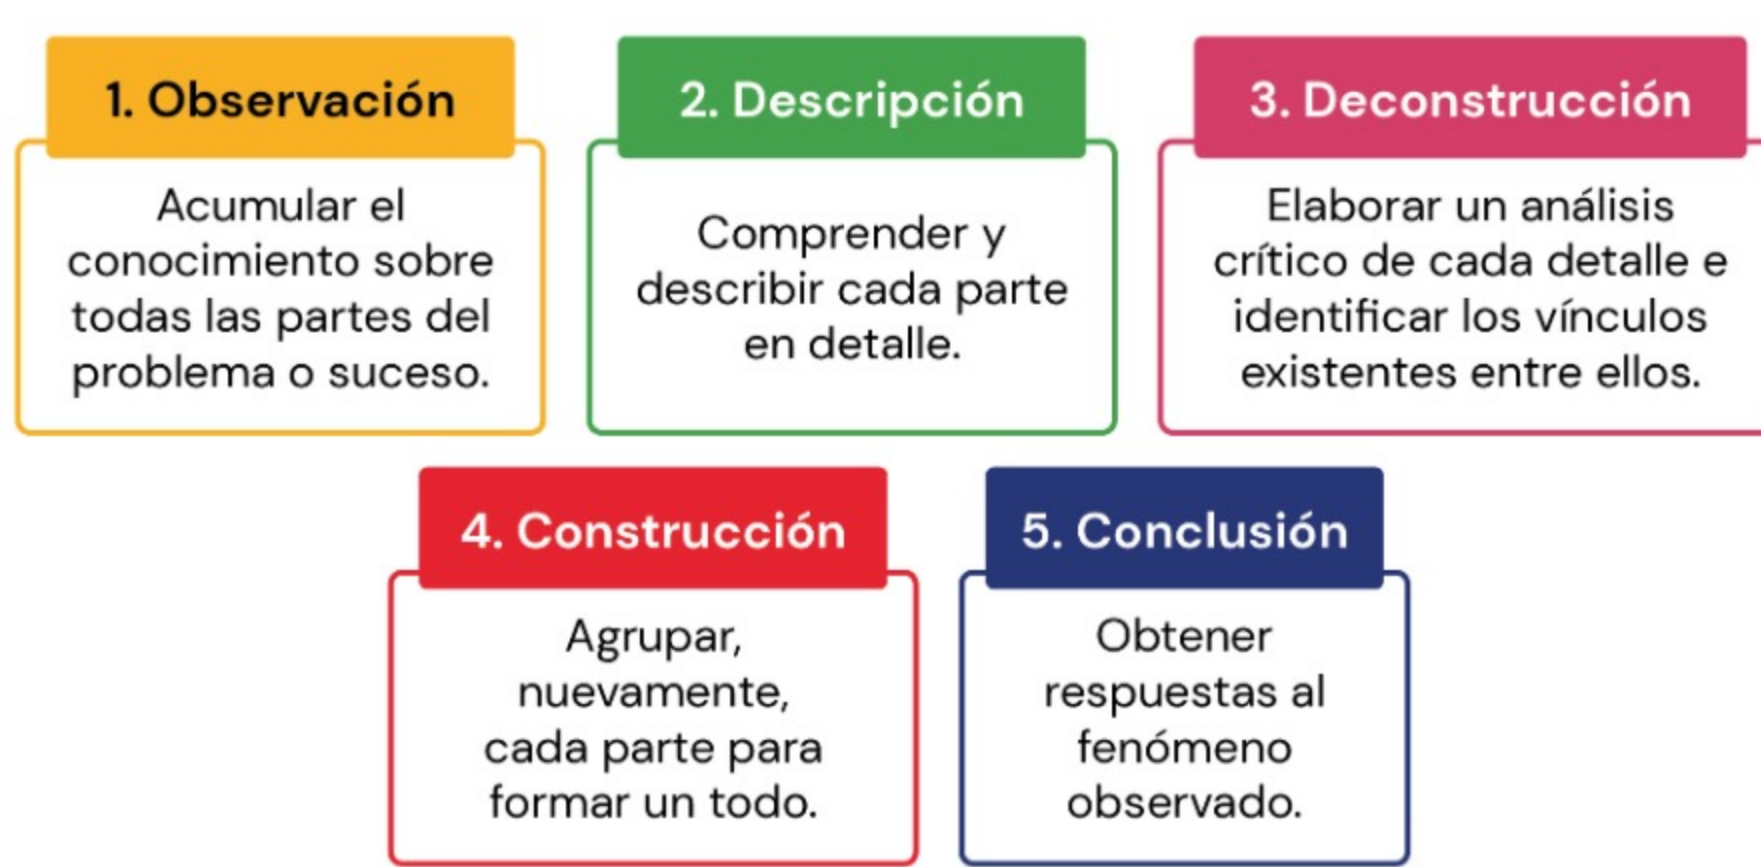 1. Observación
Acumular el
conocimiento sobre
todas las partes del
problema o suceso.
2. Descripción
Comprender y
describir cada parte
en detalle.
3. Deconstrucción
Elaborar un análisis
crítico de cada detalle e
identificar los vínculos
existentes entre ellos.
4. Construcción
Agrupar,
nuevamente,
cada parte para
formar un todo.
5. Conclusión
Obtener
respuestas al
fenómeno
observado.